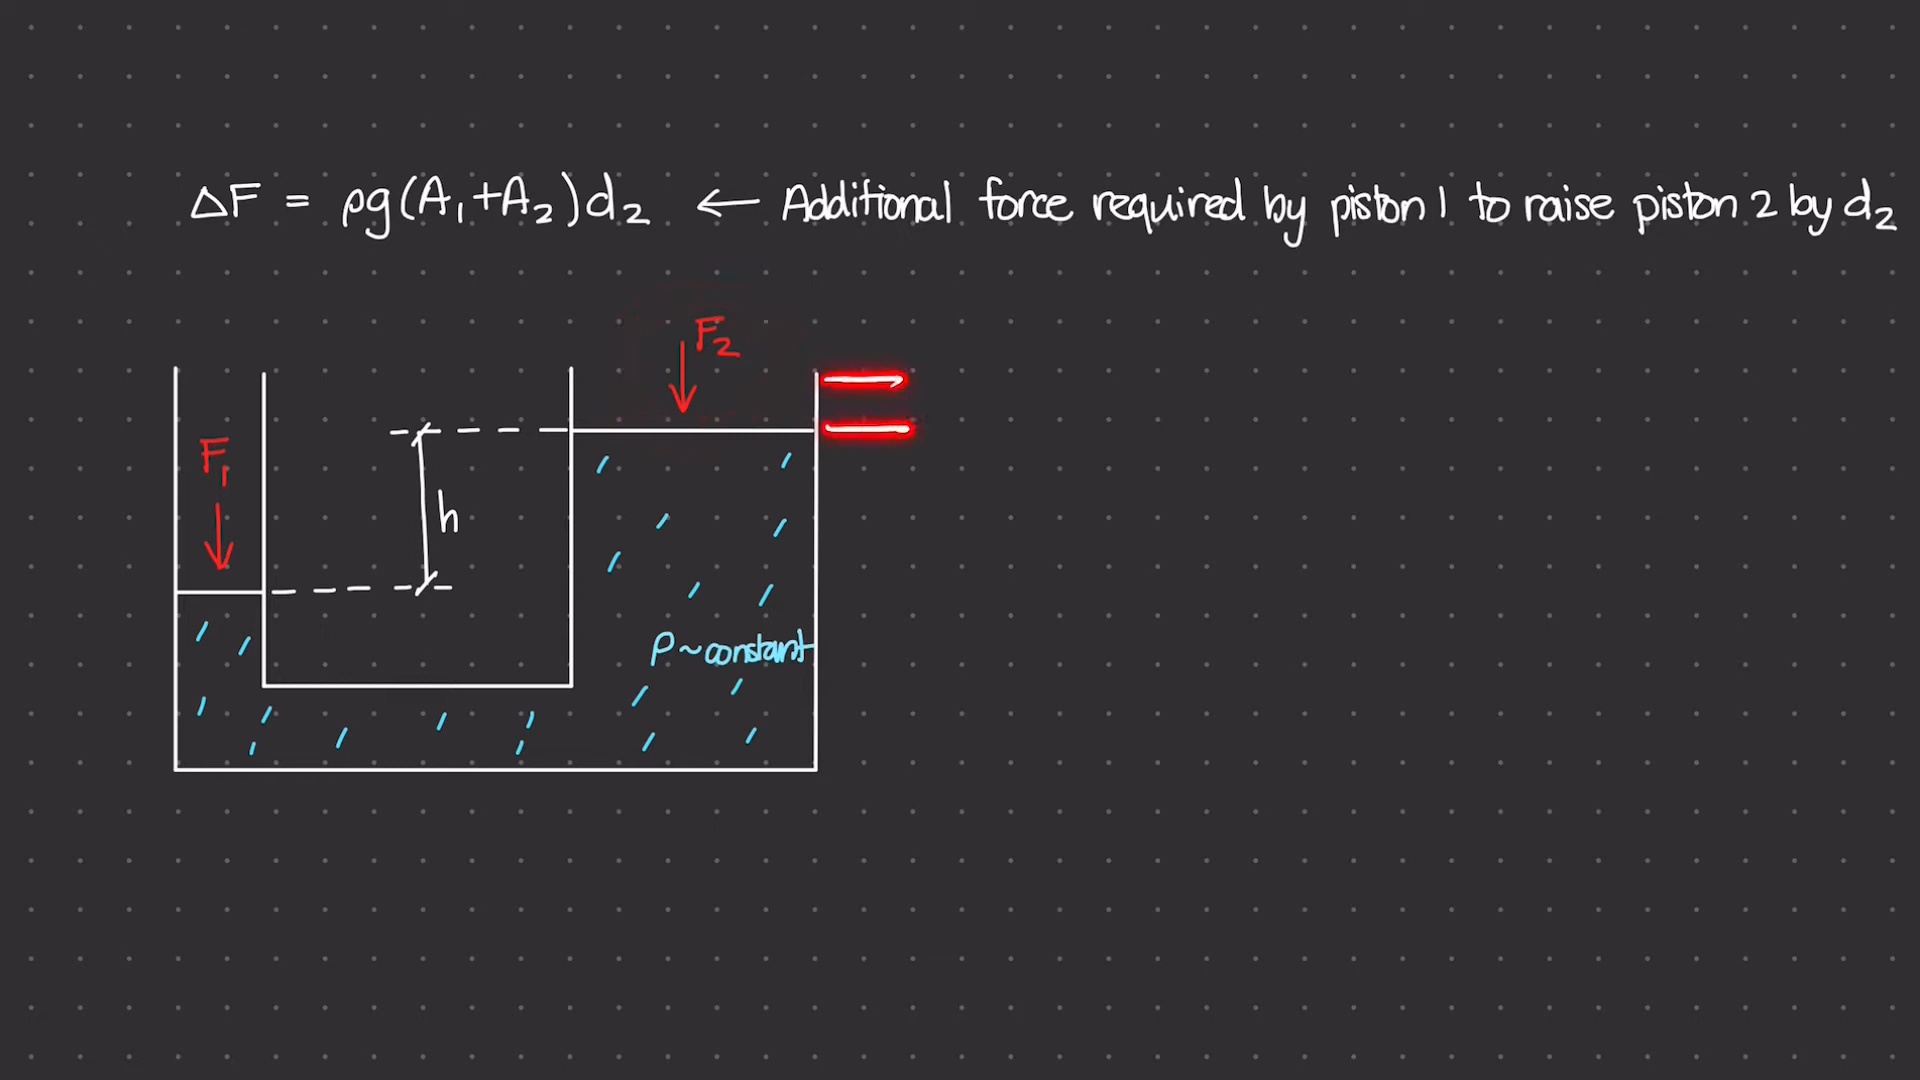 ΔF = ρg(A₁+A₂)d₂ ← Additional force required by piston 1 to raise piston 2 by d₂
F₂
F₁
h
ρ~constant